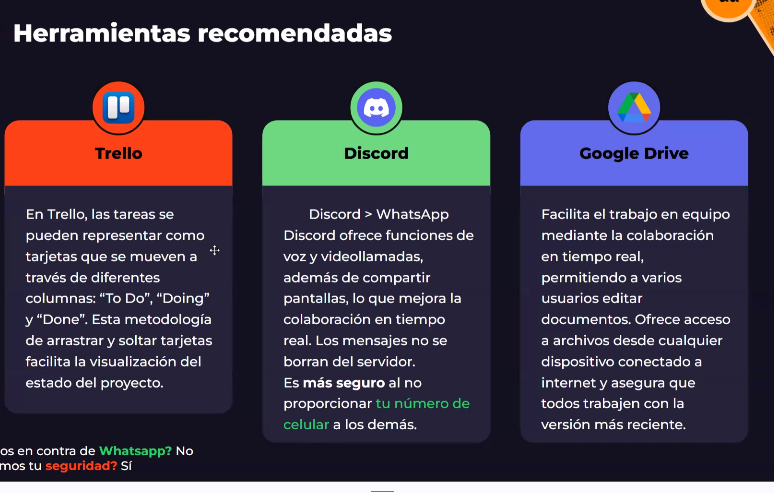 Herramientas recomendadas
Trello
En Trello, las tareas se
pueden representar como
tarjetas que se mueven a
través de diferentes
columnas: “To Do”, “Doing”
y “Done”. Esta metodología
de arrastrar y soltar tarjetas
facilita la visualización del
estado del proyecto.
Discord
Discord > WhatsApp
Discord ofrece funciones de
voz y videollamadas,
además de compartir
pantallas, lo que mejora la
colaboración en tiempo
real. Los mensajes no se
borran del servidor.
Es más seguro al no
proporcionar tu número de
celular a los demás.
Google Drive
Facilita el trabajo en equipo
mediante la colaboración
en tiempo real,
permitiendo a varios
usuarios editar
documentos. Ofrece acceso
a archivos desde cualquier
dispositivo conectado a
internet y asegura que
todos trabajen con la
versión más reciente.
os en contra de Whatsapp? No
mos tu seguridad? Sí